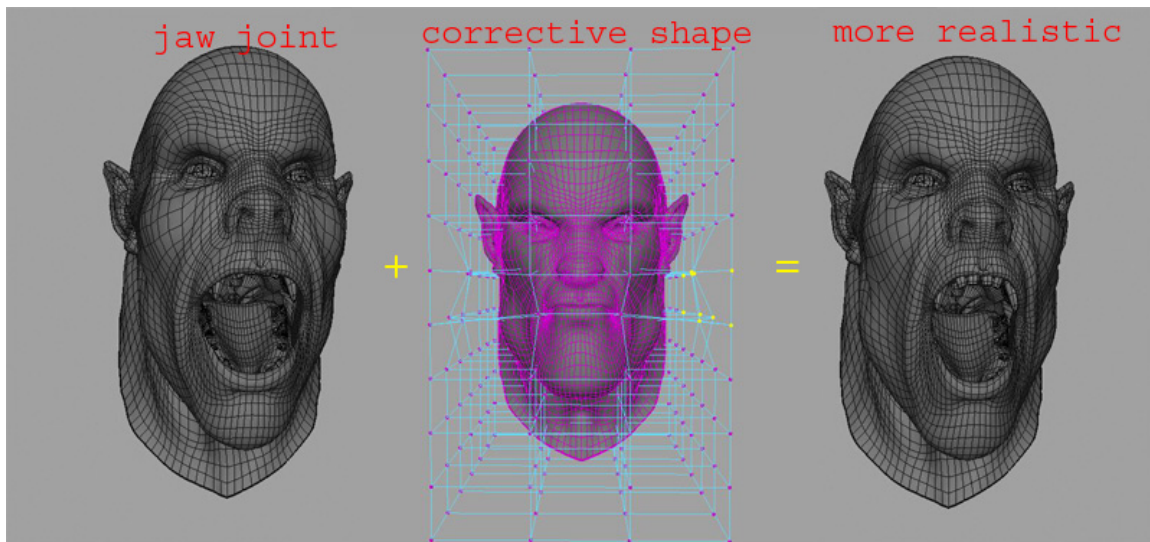 jaw joint
corrective shape
more realistic
+
=